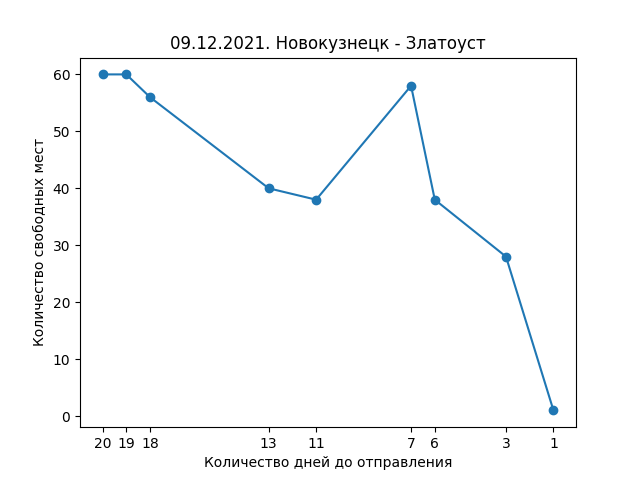 09.12.2021. Новокузнецк - Златоуст
Количество свободных мест
60
50
40
30
20
10
0
20 19 18 13 11 7 6 3 1
Количество дней до отправления